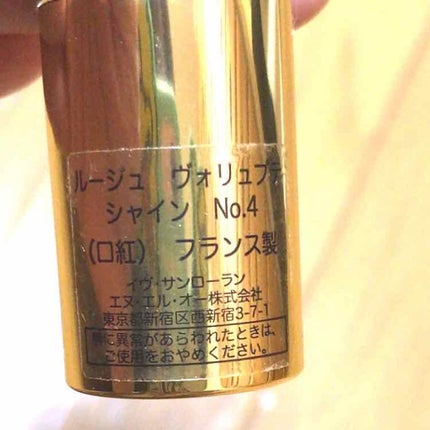 ルージュ ヴォリュプテ
シャイン No.4
(口紅) フランス製
イヴ・サンローラン
エヌ・エル・オー株式会社
東京都新宿区西新宿3-7-1
に異常があらわれたときは、
ご使用をおやめください。